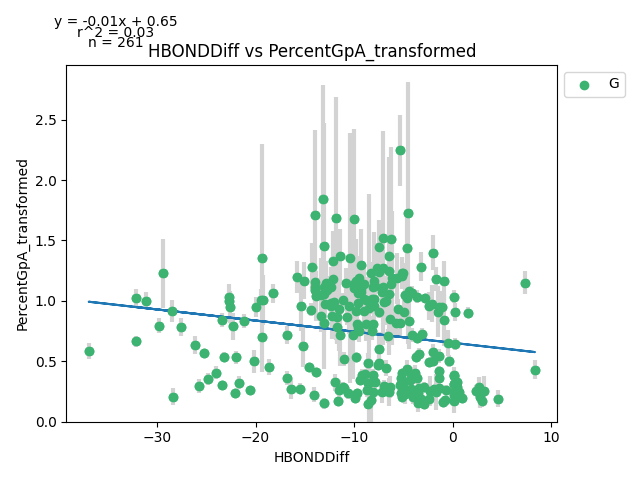 y = -0.01x + 0.65
r^2 = 0.03
n = 261
HBONDDiff vs PercentGpA_transformed
G
PercentGpA_transformed
2.5
2.0
1.5
1.0
0.5
0.0
−30
−20
−10
0
10
HBONDDiff